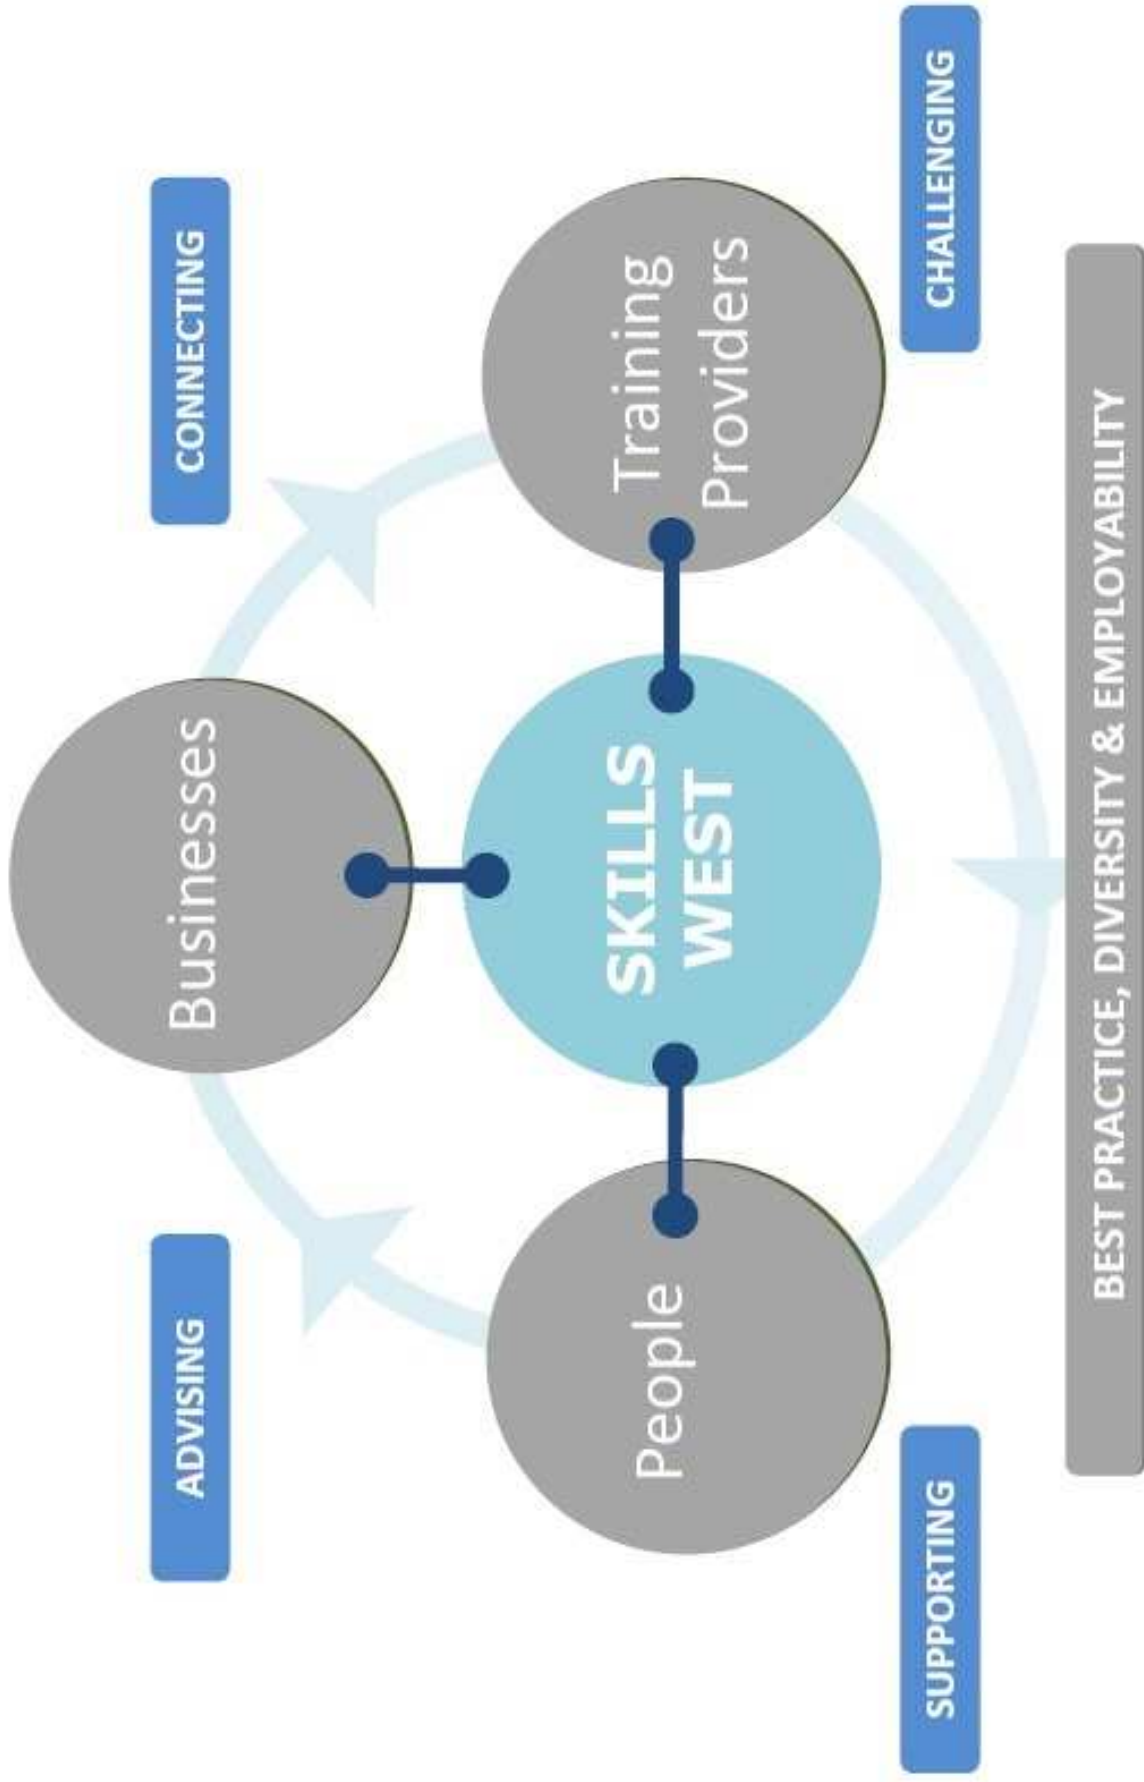 Businesses
ADVISING
CONNECTING
SKILLS
WEST
People
Training
Providers
SUPPORTING
CHALLENGING
BEST PRACTICE, DIVERSITY & EMPLOYABILITY